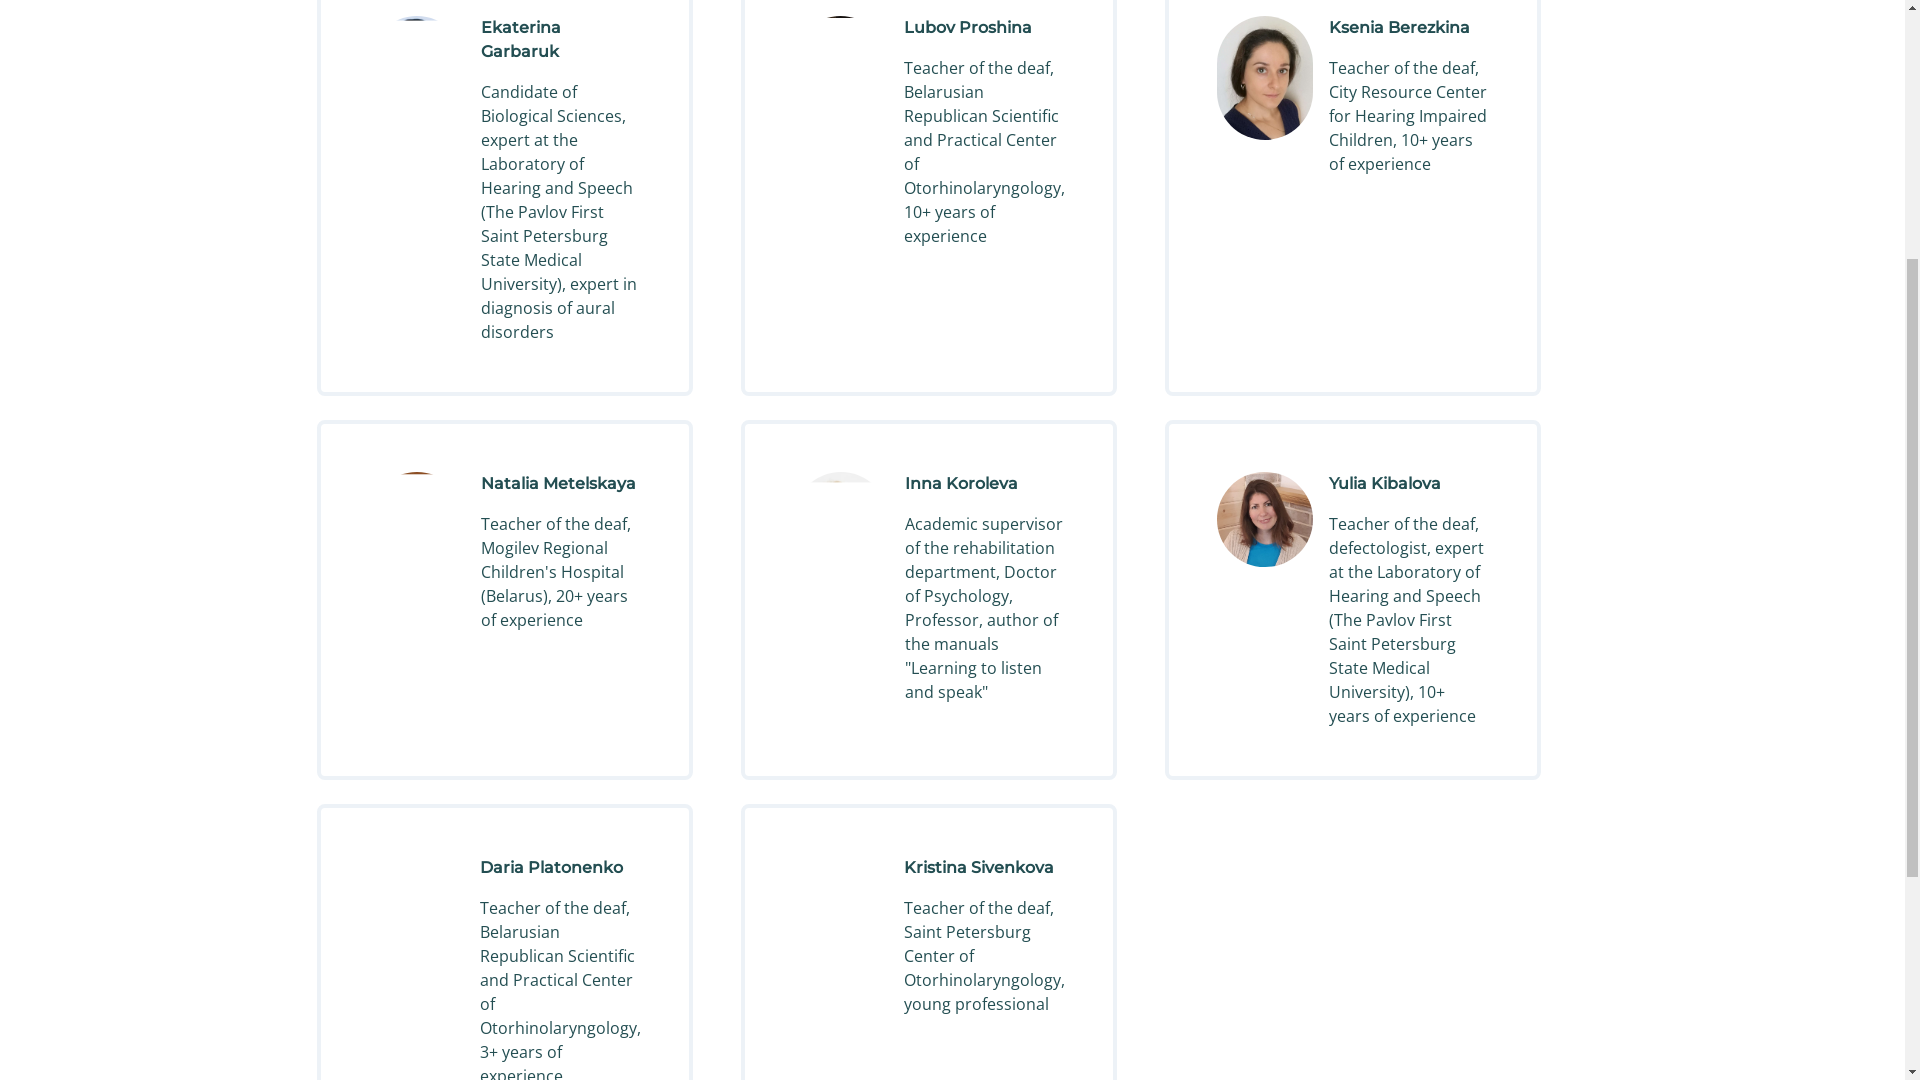 Ekaterina
Garbaruk
Candidate of
Biological Sciences,
expert at the
Laboratory of
Hearing and Speech
(The Pavlov First
Saint Petersburg
State Medical
University), expert in
diagnosis of aural
disorders
Lubov Proshina
Teacher of the deaf,
Belarusian
Republican Scientific
and Practical Center
of
Otorhinolaryngology,
10+ years of
experience
Ksenia Berezkina
Teacher of the deaf,
City Resource Center
for Hearing Impaired
Children, 10+ years
of experience
Natalia Metelskaya
Teacher of the deaf,
Mogilev Regional
Children's Hospital
(Belarus), 20+ years
of experience
Inna Koroleva
Academic supervisor
of the rehabilitation
department, Doctor
of Psychology,
Professor, author of
the manuals
"Learning to listen
and speak"
Yulia Kibalova
Teacher of the deaf,
defectologist, expert
at the Laboratory of
Hearing and Speech
(The Pavlov First
Saint Petersburg
State Medical
University), 10+
years of experience
Daria Platonenko
Teacher of the deaf,
Belarusian
Republican Scientific
and Practical Center
of
Otorhinolaryngology,
3+ years of
experience
Kristina Sivenkova
Teacher of the deaf,
Saint Petersburg
Center of
Otorhinolaryngology,
young professional